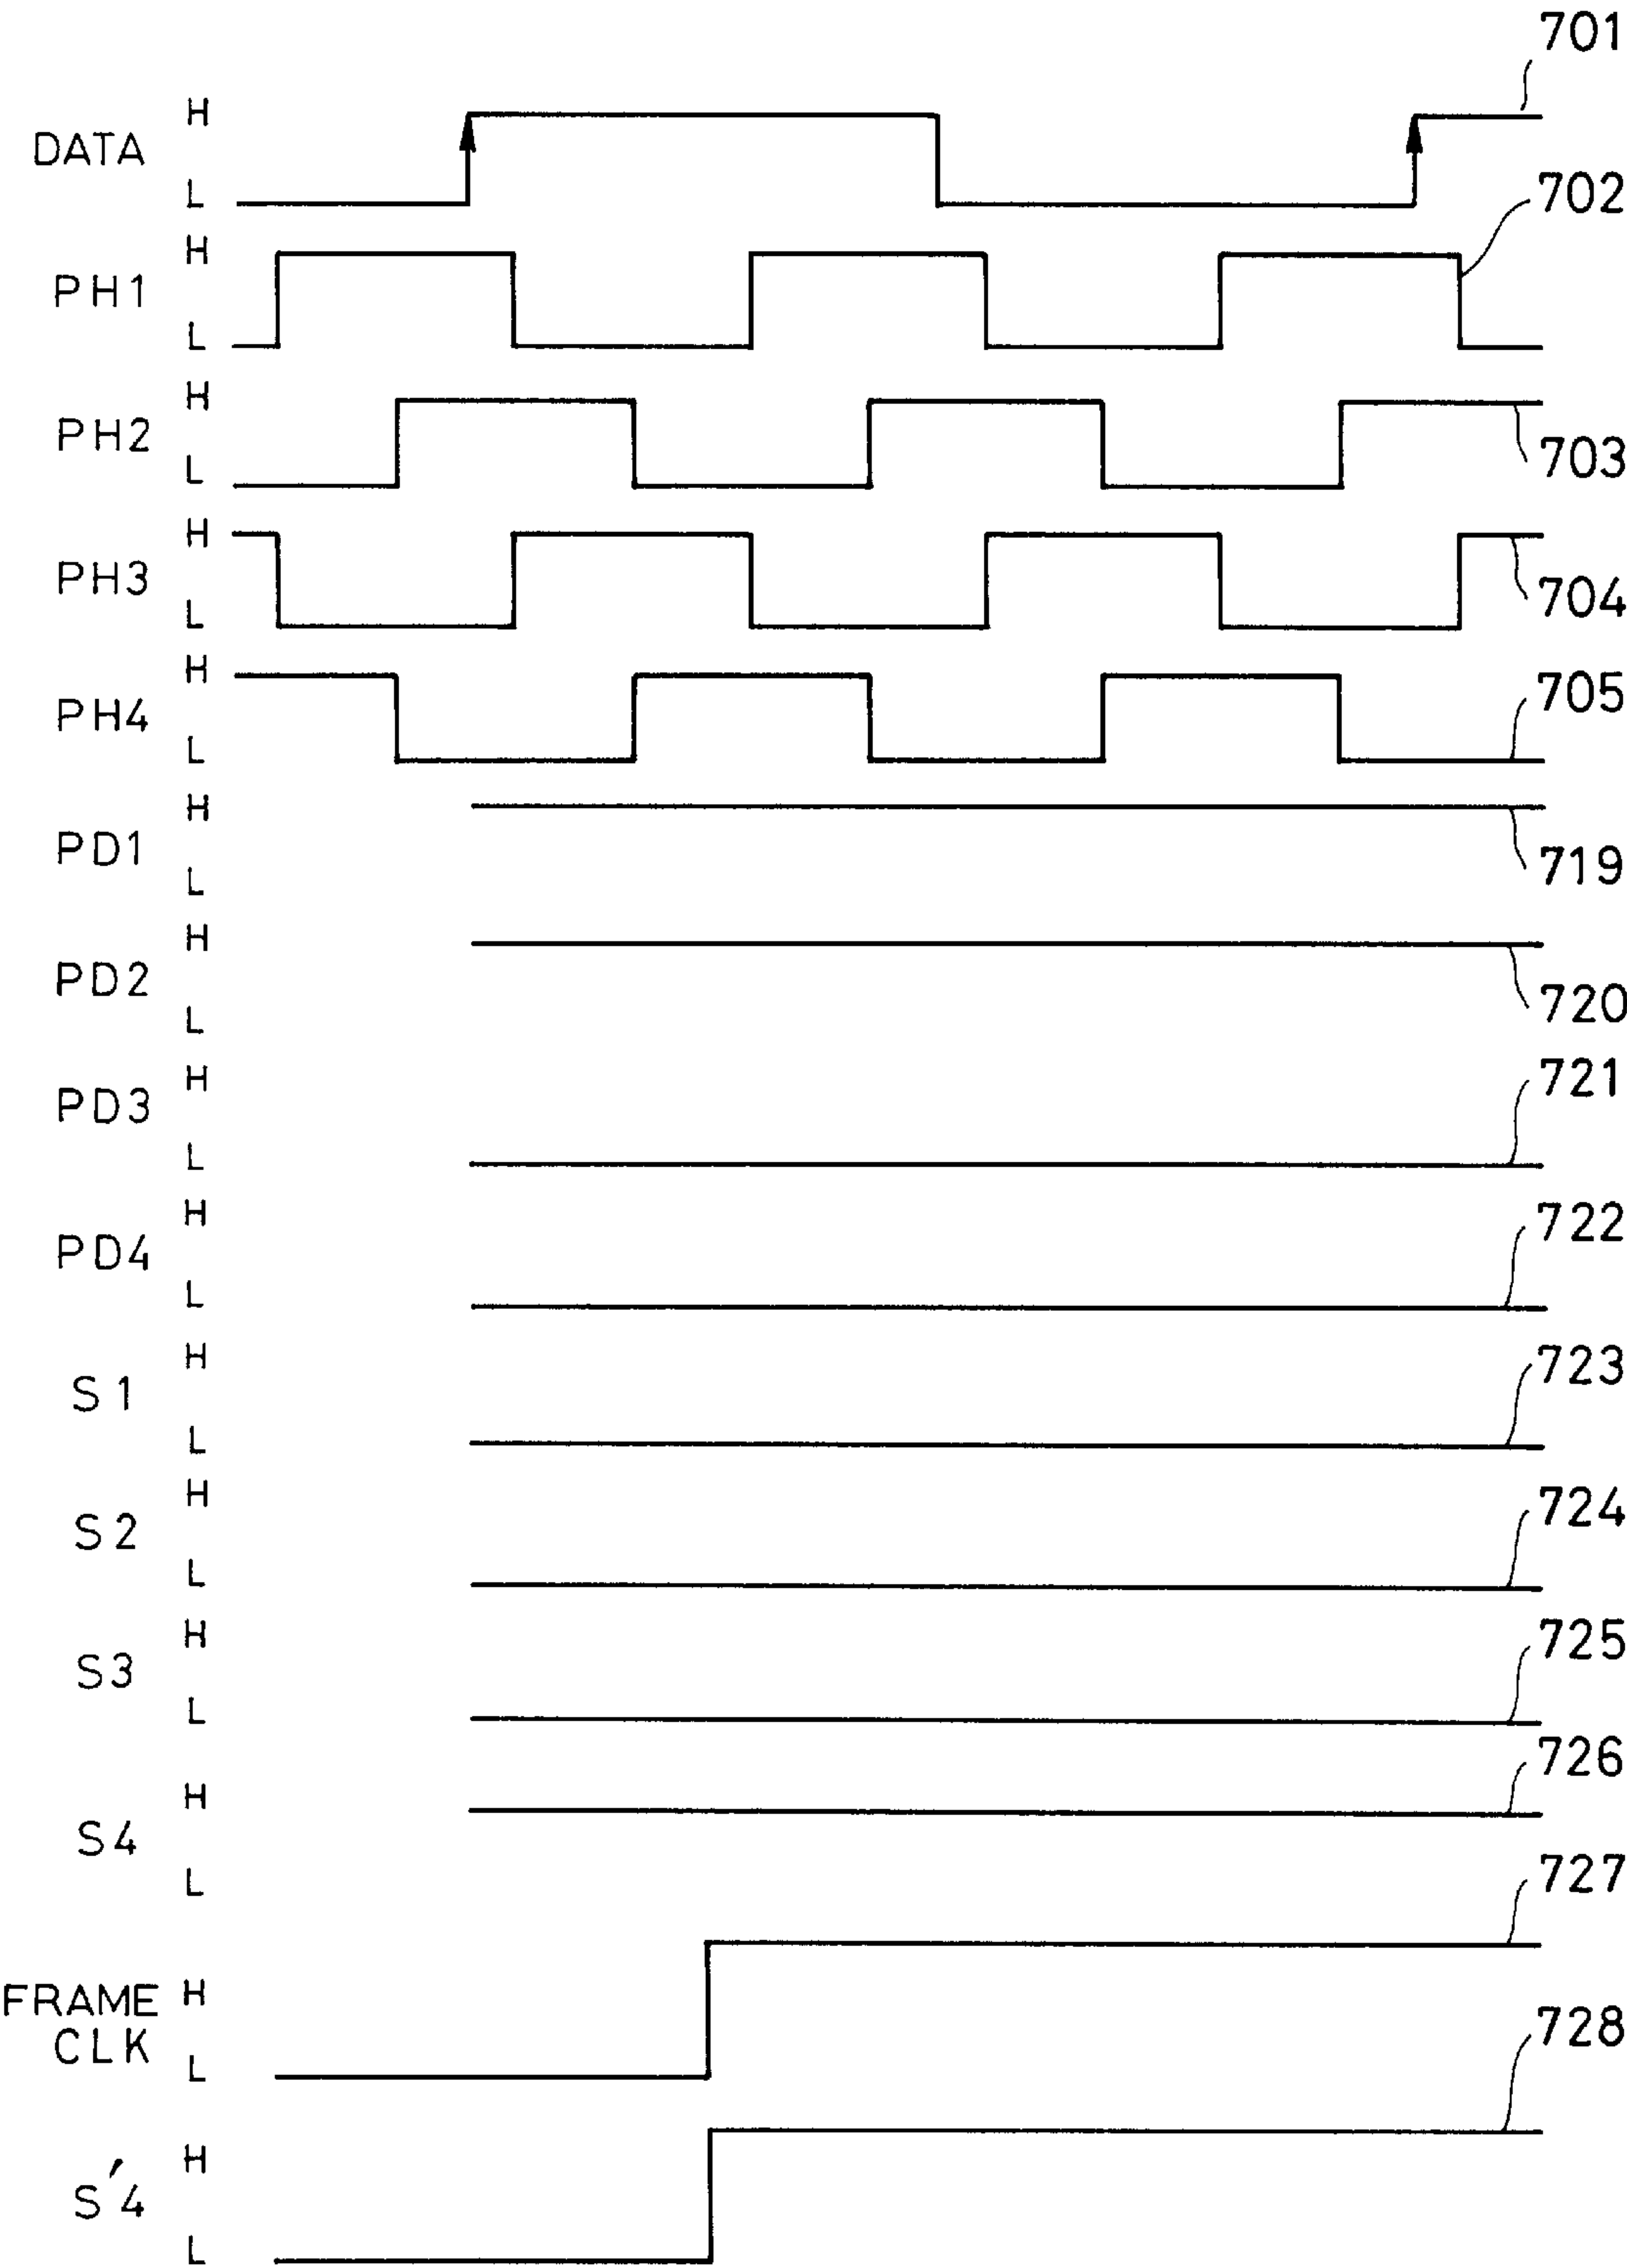 701
H
DATA
L
702
H
PH1
L
H
PH2
L
703
H
PH3
L
704
H
PH4
L
705
H
PD1
L
719
H
PD2
L
720
H
PD3
L
721
H
PD4
L
722
H
S1
L
723
H
S2
L
724
H
S3
L
725
H
S4
L
726
727
FRAME H
CLK
L
728
H
S'4
L